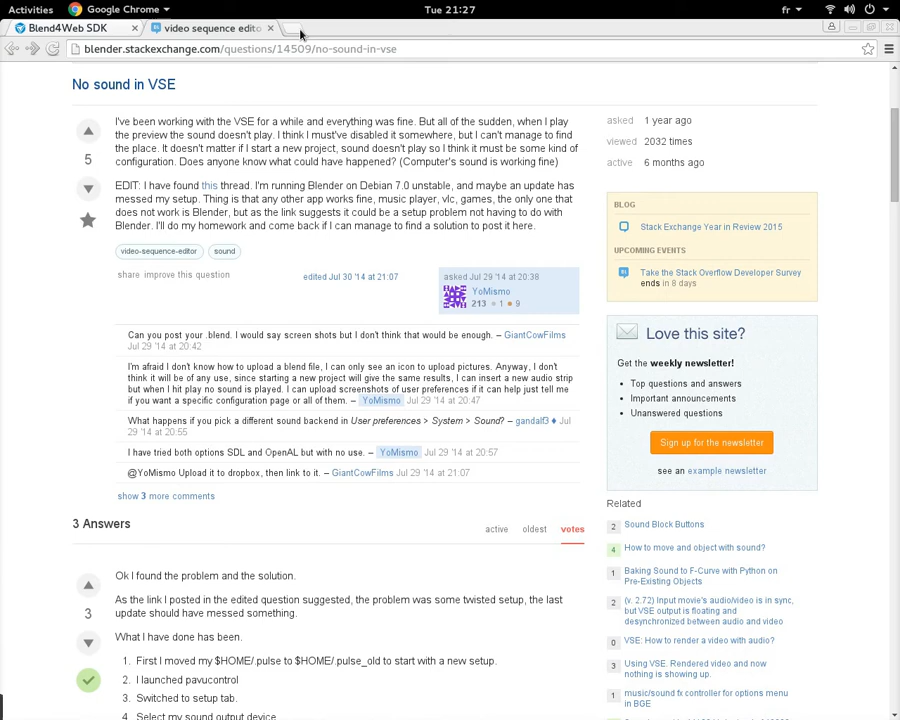 Activities Google Chrome Tue 21:27 fr
Blend4Web SDK × video sequence edito ×
blender.stackexchange.com/questions/14509/no-sound-in-vse
No sound in VSE
5
I've been working with the VSE for a while and everything was fine. But all of the sudden, when I play
the preview the sound doesn't play. I think I must've disabled it somewhere, but I can't manage to find
the place. It doesn't matter if I start a new project, sound doesn't play so I think it must be some kind of
configuration. Does anyone know what could have happened? (Computer's sound is working fine)
EDIT: I have found this thread. I'm running Blender on Debian 7.0 unstable, and maybe an update has
messed my setup. Thing is that any other app works fine, music player, vlc, games, the only one that
does not work is Blender, but as the link suggests it could be a setup problem not having to do with
Blender. I'll do my homework and come back if I can manage to find a solution to post it here.
video-sequence-editor sound
share improve this question
edited Jul 30 '14 at 21:07
asked Jul 29 '14 at 20:38
YoMismo
213 1 9
Can you post your .blend. I would say screen shots but I don't think that would be enough. – GiantCowFilms
Jul 29 '14 at 20:42
I'm afraid I don't know how to upload a blend file, I can only see an icon to upload pictures. Anyway, I don't
think it will be of any use, since starting a new project will give the same results, I can insert a new audio strip
but when I hit play no sound is played. I can upload screenshots of user preferences if it can help just tell me
if you want a specific configuration page or all of them. – YoMismo Jul 29 '14 at 20:47
What happens if you pick a different sound backend in User preferences > System > Sound? – gandalf3 ♦ Jul
29 '14 at 20:55
I have tried both options SDL and OpenAL but with no use. – YoMismo Jul 29 '14 at 20:57
@YoMismo Upload it to dropbox, then link to it. – GiantCowFilms Jul 29 '14 at 21:07
show 3 more comments
3 Answers
active oldest votes
3
Ok I found the problem and the solution.
As the link I posted in the edited question suggested, the problem was some twisted setup, the last
update should have messed something.
What I have done has been.
1. First I moved my $HOME/.pulse to $HOME/.pulse_old to start with a new setup.
2. I launched pavucontrol
3. Switched to setup tab.
4. Select my sound output device
asked 1 year ago
viewed 2032 times
active 6 months ago
BLOG
Stack Exchange Year in Review 2015
UPCOMING EVENTS
Take the Stack Overflow Developer Survey
ends in 8 days
Love this site?
Get the weekly newsletter!
• Top questions and answers
• Important announcements
• Unanswered questions
Sign up for the newsletter
see an example newsletter
Related
2 Sound Block Buttons
4 How to move and object with sound?
1 Baking Sound to F-Curve with Python on
Pre-Existing Objects
2 (v. 2.72) Input movie's audio/video is in sync,
but VSE output is floating and
desynchronized between audio and video
0 VSE: How to render a video with audio?
3 Using VSE. Rendered video and now
nothing is showing up.
1 music/sound fx controller for options menu
in BGE